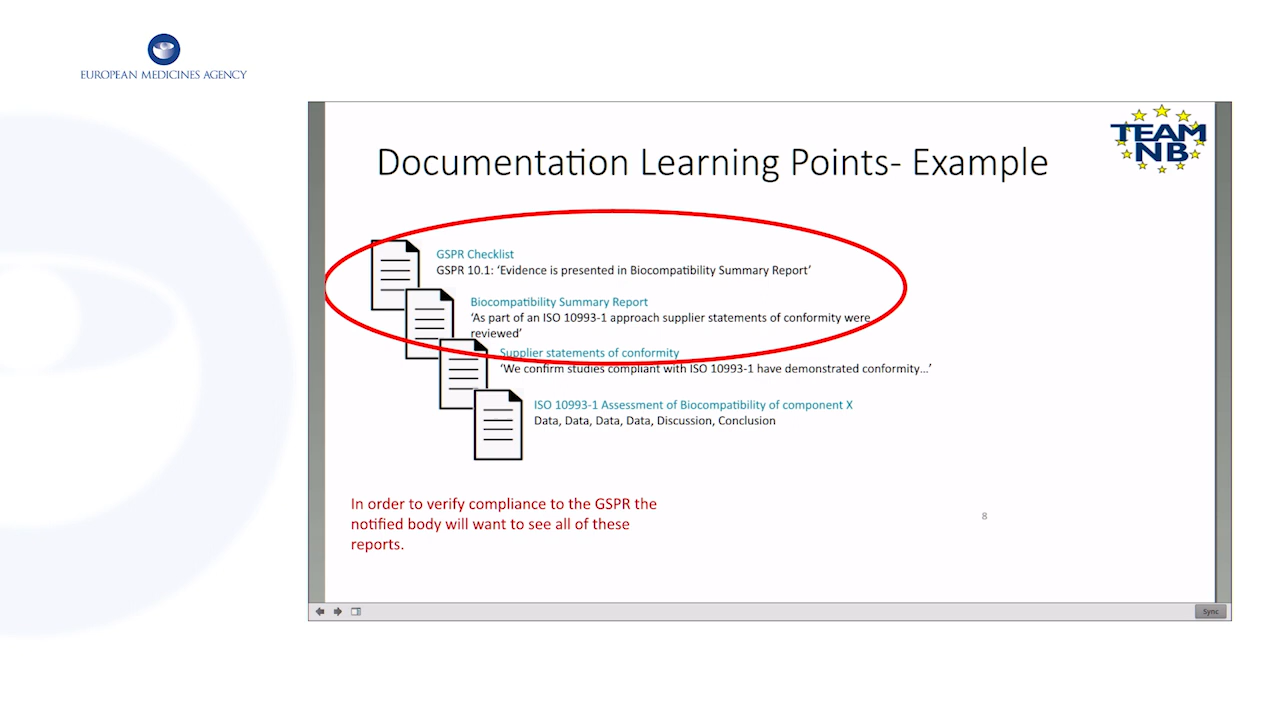 EUROPEAN MEDICINES AGENCY
TEAM
NB
Documentation Learning Points- Example
GSPR Checklist
GSPR 10.1: ‘Evidence is presented in Biocompatibility Summary Report’
Biocompatibility Summary Report
‘As part of an ISO 10993-1 approach supplier statements of conformity were
reviewed’
Supplier statements of conformity
‘We confirm studies compliant with ISO 10993-1 have demonstrated conformity...’
ISO 10993-1 Assessment of Biocompatibility of component X
Data, Data, Data, Data, Discussion, Conclusion
In order to verify compliance to the GSPR the
notified body will want to see all of these
reports.
8
Sync